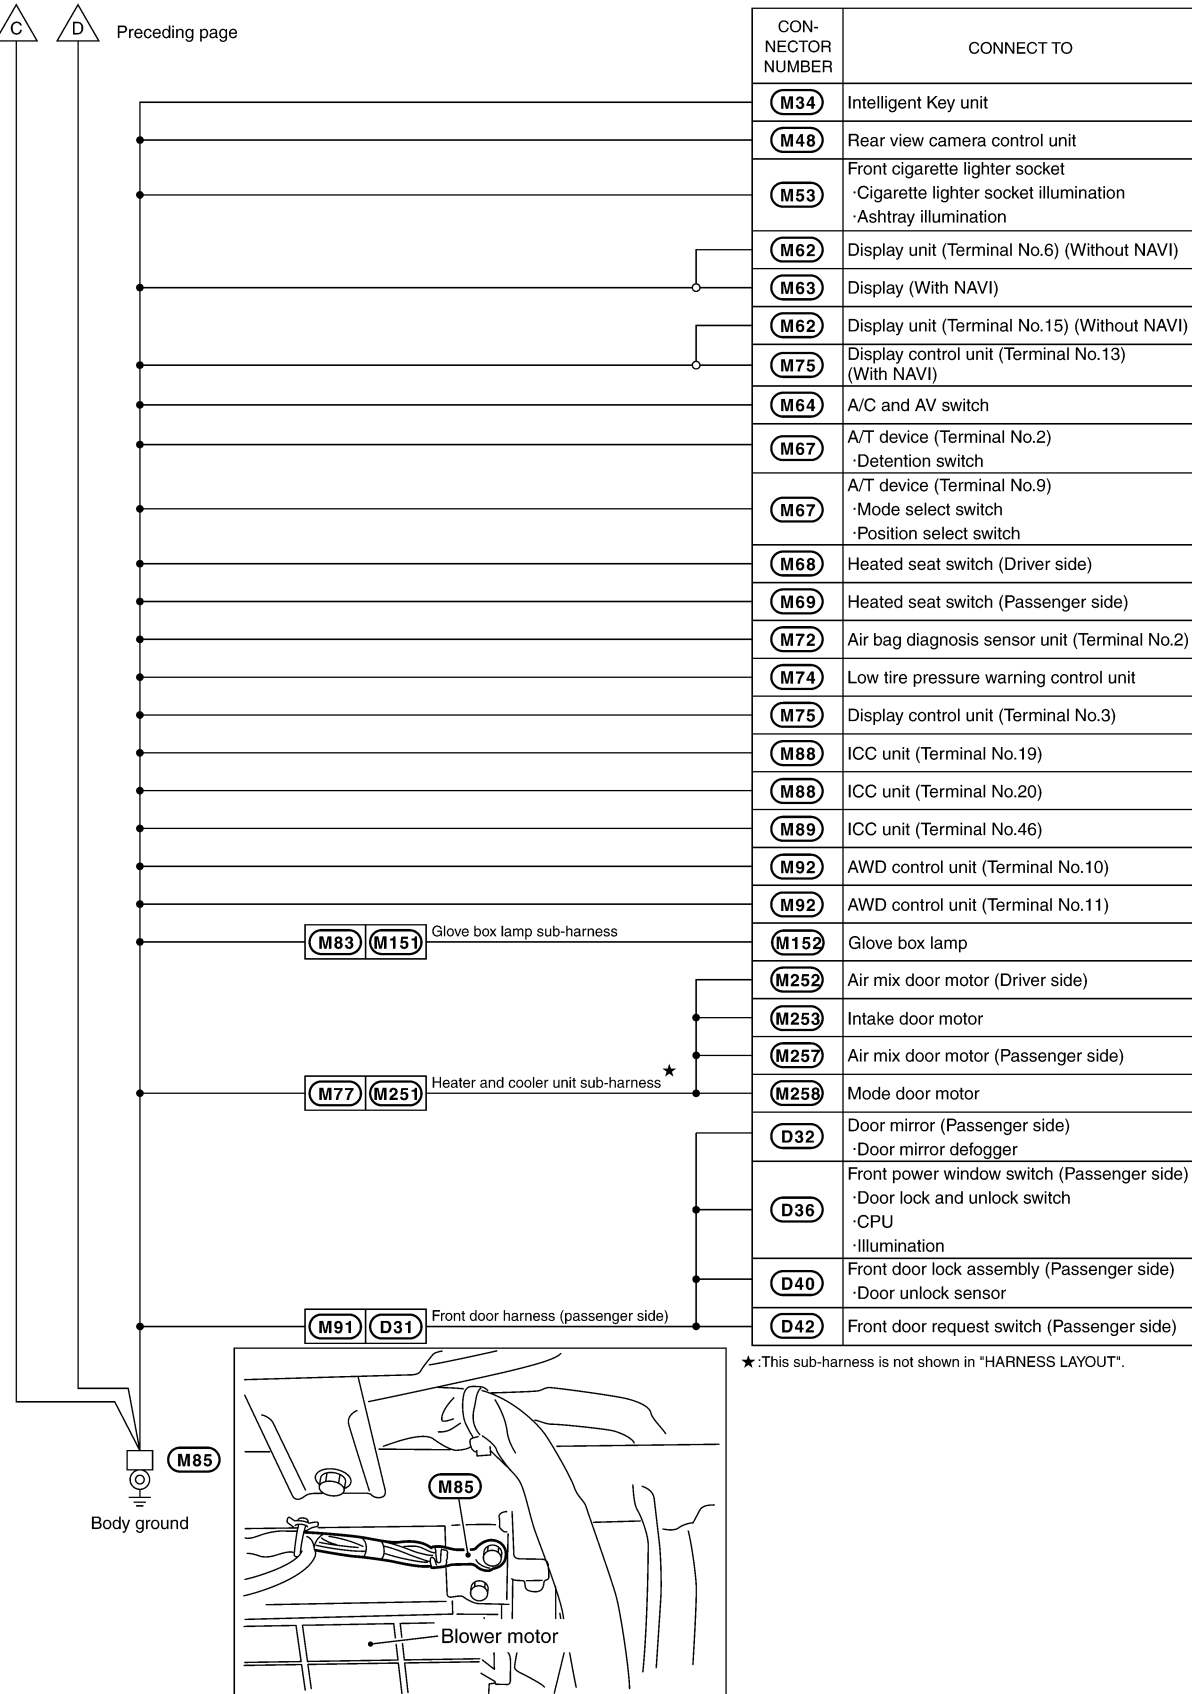 C D Preceding page
CON-
NECTOR
NUMBER
CONNECT TO
M34 Intelligent Key unit
M48 Rear view camera control unit
M53 Front cigarette lighter socket
·Cigarette lighter socket illumination
·Ashtray illumination
M62 Display unit (Terminal No.6) (Without NAVI)
M63 Display (With NAVI)
M62 Display unit (Terminal No.15) (Without NAVI)
M75 Display control unit (Terminal No.13)
(With NAVI)
M64 A/C and AV switch
M67 A/T device (Terminal No.2)
·Detention switch
M67 A/T device (Terminal No.9)
·Mode select switch
·Position select switch
M68 Heated seat switch (Driver side)
M69 Heated seat switch (Passenger side)
M72 Air bag diagnosis sensor unit (Terminal No.2)
M74 Low tire pressure warning control unit
M75 Display control unit (Terminal No.3)
M88 ICC unit (Terminal No.19)
M88 ICC unit (Terminal No.20)
M89 ICC unit (Terminal No.46)
M92 AWD control unit (Terminal No.10)
M92 AWD control unit (Terminal No.11)
M83 M151 Glove box lamp sub-harness M152 Glove box lamp
M252 Air mix door motor (Driver side)
M253 Intake door motor
M257 Air mix door motor (Passenger side)
M77 M251 Heater and cooler unit sub-harness★ M258 Mode door motor
D32 Door mirror (Passenger side)
·Door mirror defogger
D36 Front power window switch (Passenger side)
·Door lock and unlock switch
·CPU
·Illumination
D40 Front door lock assembly (Passenger side)
·Door unlock sensor
M91 D31 Front door harness (passenger side) D42 Front door request switch (Passenger side)
★:This sub-harness is not shown in "HARNESS LAYOUT".
M85
Body ground
M85
Blower motor